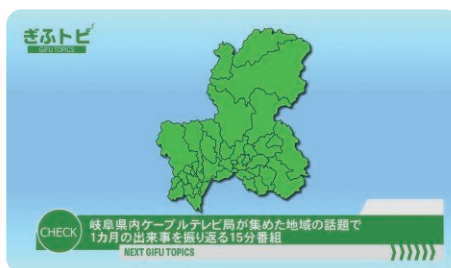 ぎふトピ
GIFU TOPICS
CHECK
岐阜県内ケーブルテレビ局が集めた地域の話題で
1カ月の出来事を振り返る15分番組
NEXT GIFU TOPICS